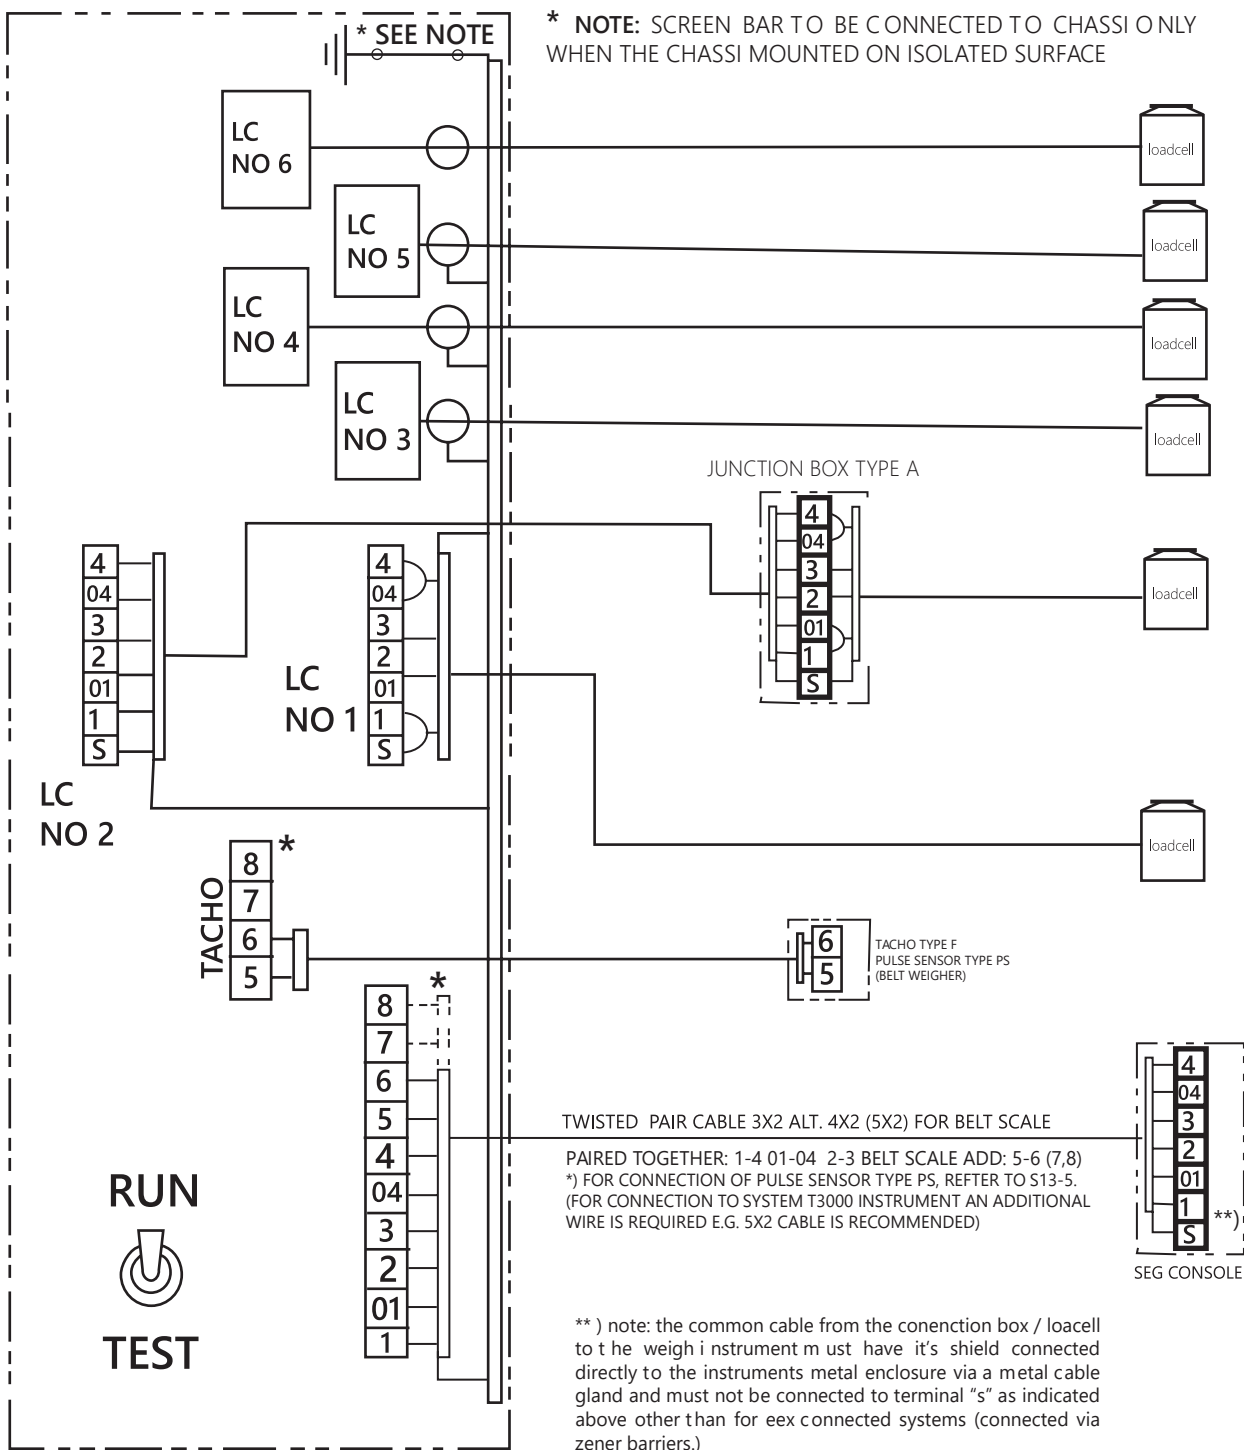 * SEE NOTE
* NOTE: SCREEN BAR TO BE CONNECTED TO CHASSI ONLY
WHEN THE CHASSI MOUNTED ON ISOLATED SURFACE
LC
NO 6
loadcell
LC
NO 5
loadcell
LC
NO 4
loadcell
LC
NO 3
loadcell
JUNCTION BOX TYPE A
4
04
3
2
01
1
S
loadcell
4
04
3
2
01
1
S
LC
NO 2
LC
NO 1
4
04
3
2
01
1
S
loadcell
TACHO
8
*
7
6
5
6
5
TACHO TYPE F
PULSE SENSOR TYPE PS
(BELT WEIGHER)
*
8
7
6
5
4
04
3
2
01
1
TWISTED PAIR CABLE 3X2 ALT. 4X2 (5X2) FOR BELT SCALE
PAIRED TOGETHER: 1-4 01-04 2-3 BELT SCALE ADD: 5-6 (7,8)
*) FOR CONNECTION OF PULSE SENSOR TYPE PS, REFTER TO S13-5.
(FOR CONNECTION TO SYSTEM T3000 INSTRUMENT AN ADDITIONAL
WIRE IS REQUIRED E.G. 5X2 CABLE IS RECOMMENDED)
4
04
3
2
01
1
S
**)
SEG CONSOLE
RUN
TEST
** ) note: the common cable from the conenction box / loacell
to t he weigh i nstrument m ust have it's shield connected
directly to the instruments metal enclosure via a metal cable
gland and must not be connected to terminal “s” as indicated
above other than for eex connected systems (connected via
zener barriers.)